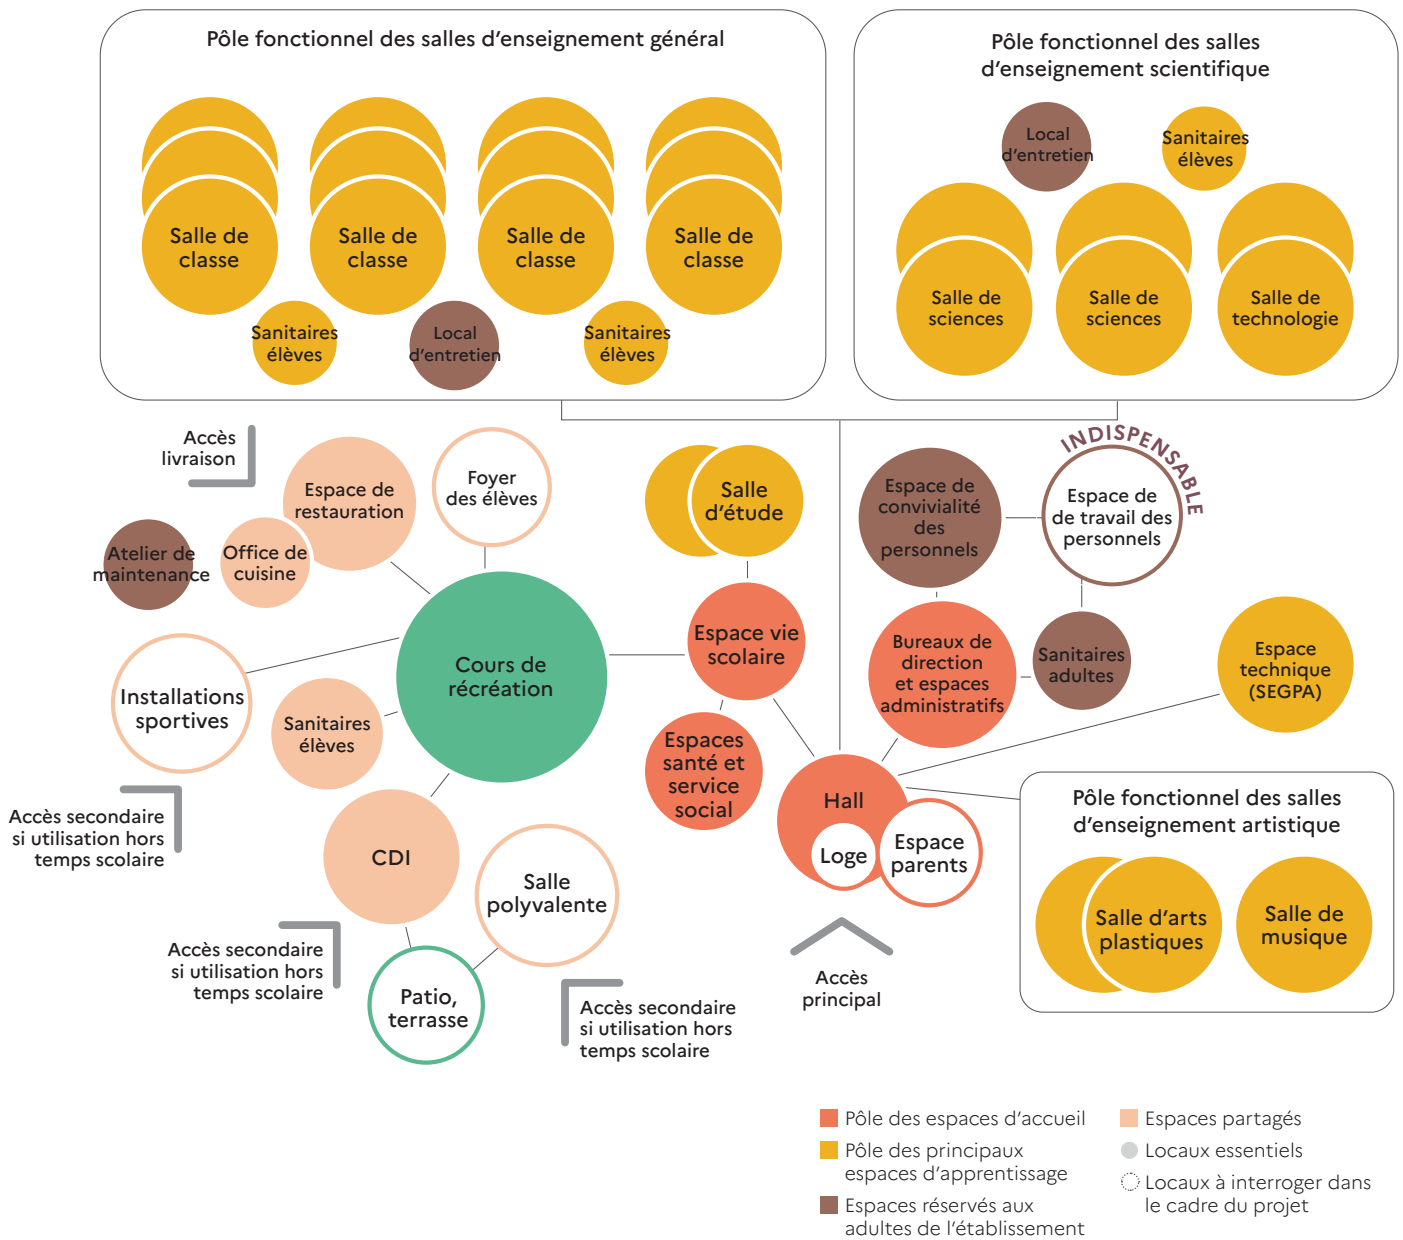 Pôle fonctionnel des salles d’enseignement général
Salle de
classe
Salle de
classe
Salle de
classe
Salle de
classe
Sanitaires
élèves
Local
d’entretien
Sanitaires
élèves
Pôle fonctionnel des salles
d’enseignement scientifique
Local
d’entretien
Sanitaires
élèves
Salle de
sciences
Salle de
sciences
Salle de
technologie
Accès
livraison
Espace de
restauration
Foyer
des élèves
Atelier de
maintenance
Office de
cuisine
Installations
sportives
Sanitaires
élèves
Cours de
récréation
Accès secondaire
si utilisation hors
temps scolaire
CDI
Salle
polyvalente
Accès secondaire
si utilisation hors
temps scolaire
Patio,
terrasse
Accès secondaire
si utilisation hors
temps scolaire
Salle
d’étude
Espace vie
scolaire
Espaces
santé et
service
social
Espace de
convivialité
des
personnels
INDISPENSABLE
Espace de
de travail des
personnels
Bureaux de
direction
et espaces
administratifs
Sanitaires
adultes
Espace
technique
(SEGPA)
Hall
Loge
Espace
parents
Accès
principal
Pôle fonctionnel des salles
d’enseignement artistique
Salle d’arts
plastiques
Salle de
musique
Pôle des espaces d’accueil
Pôle des principaux
espaces d’apprentissage
Espaces réservés aux
adultes de l’établissement
Espaces partagés
Locaux essentiels
Locaux à interroger dans
le cadre du projet